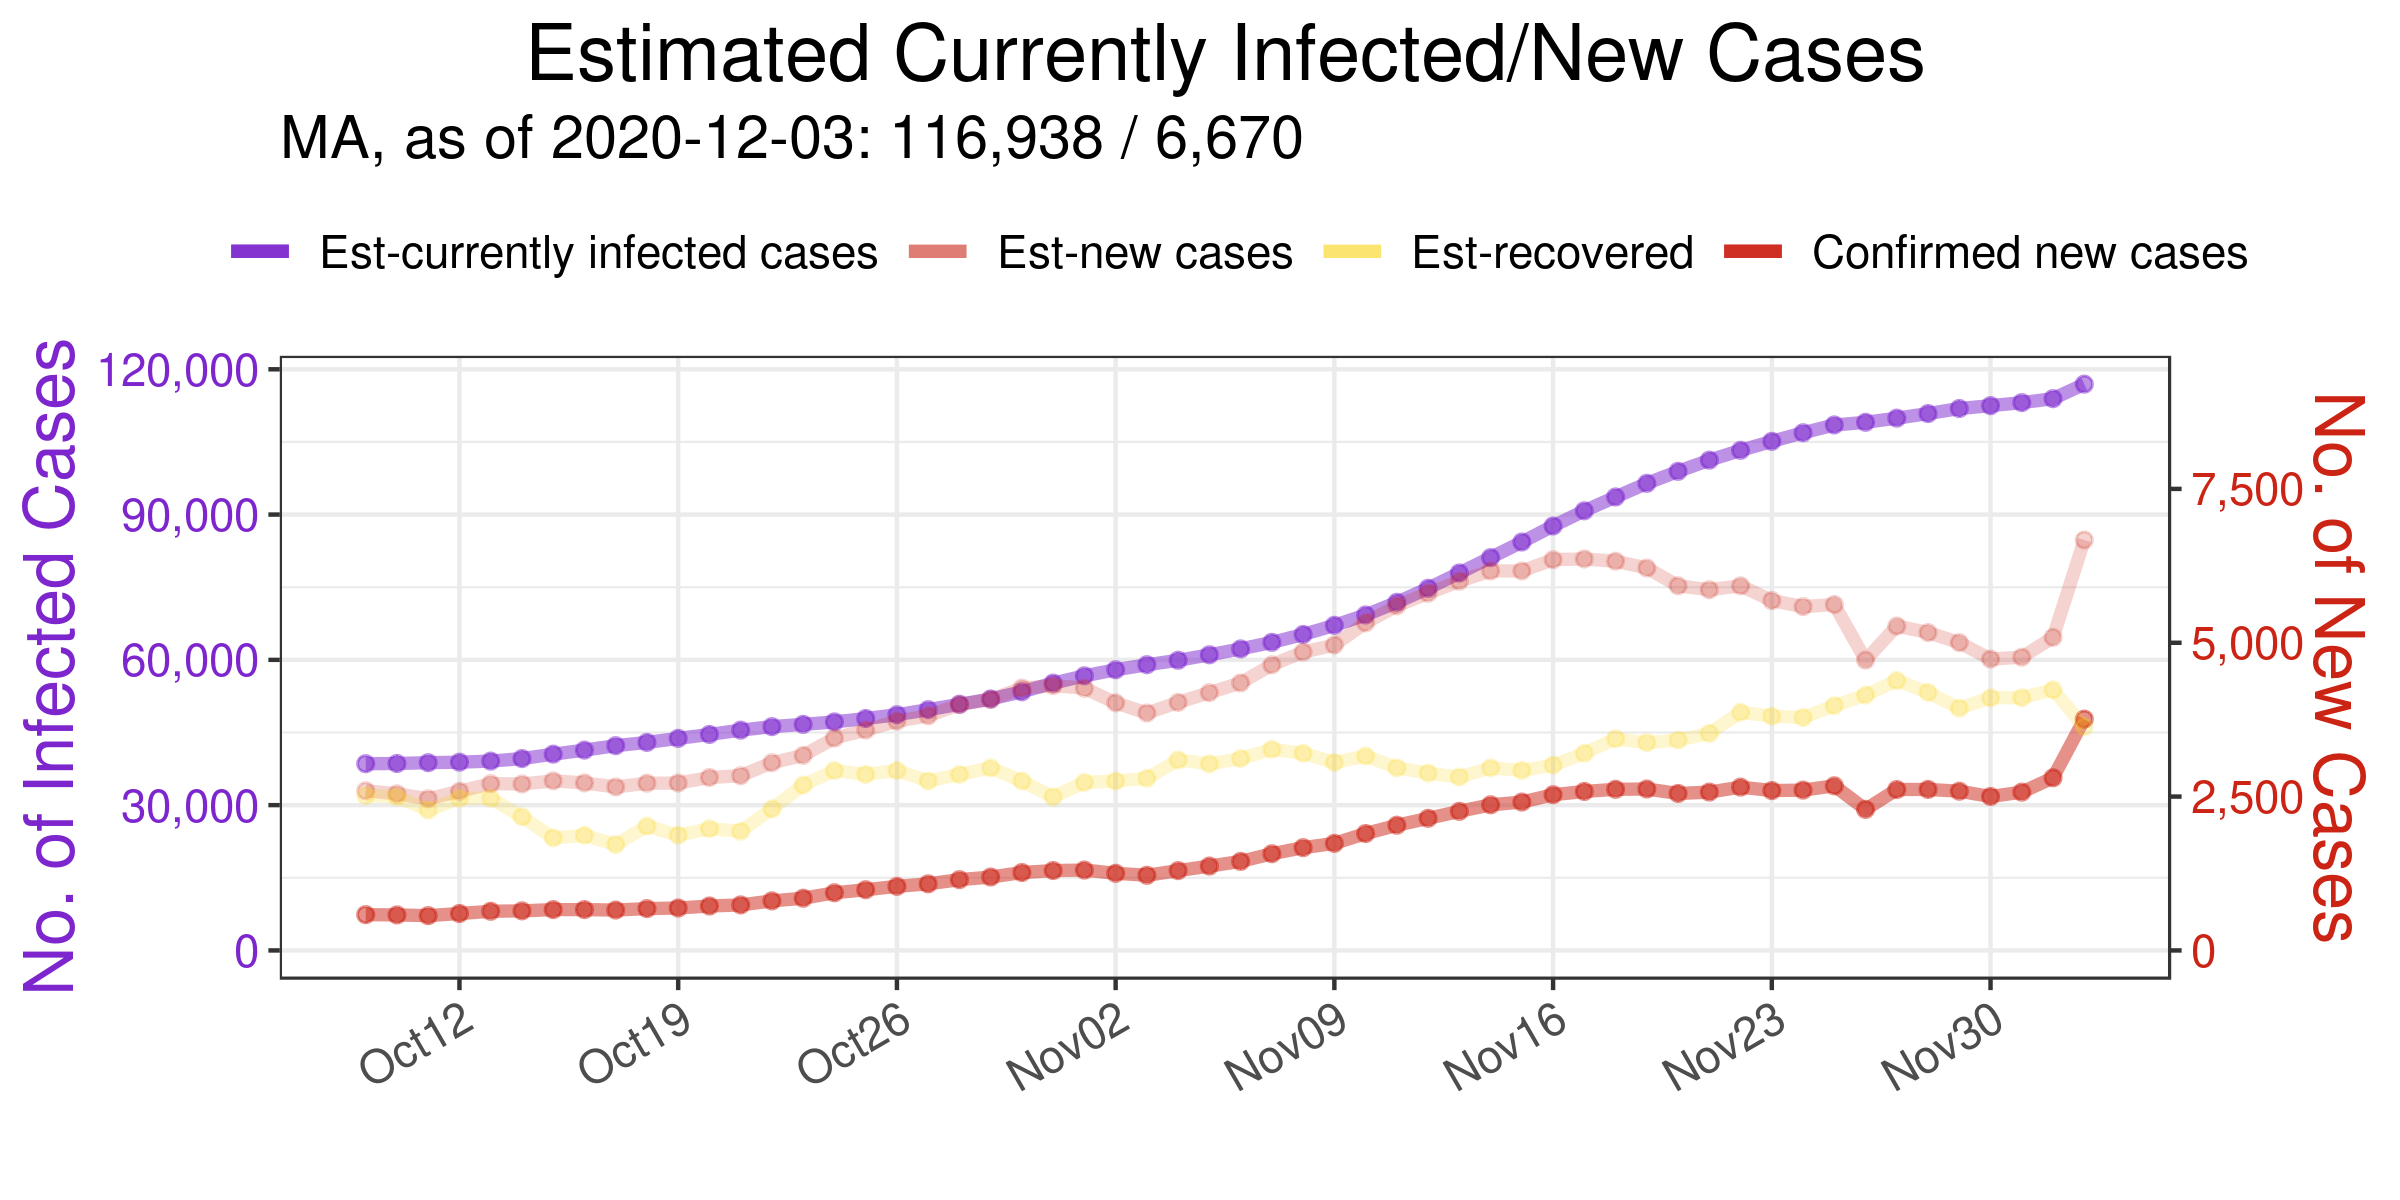 Estimated Currently Infected/New Cases
MA, as of 2020-12-03: 116,938 / 6,670
Est-currently infected cases Est-new cases Est-recovered Confirmed new cases
No. of Infected Cases
120,000
90,000
60,000
30,000
0
7,500
5,000
2,500
0
No. of New Cases
Oct12 Oct19 Oct26 Nov02 Nov09 Nov16 Nov23 Nov30